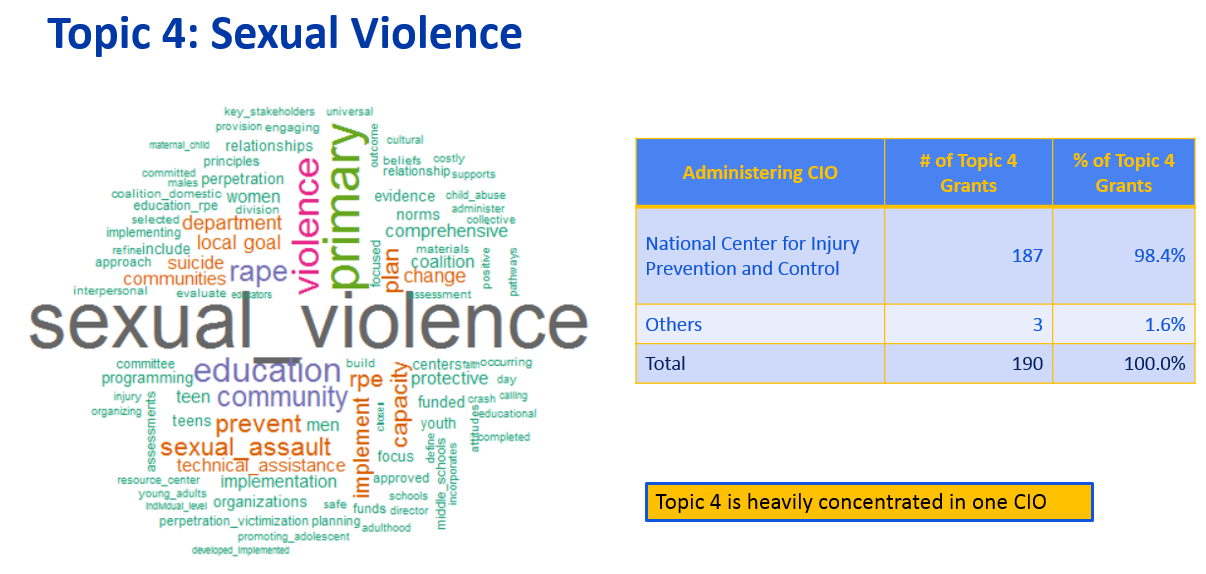 Topic 4: Sexual Violence
key_stakeholders universal
provision engaging
outcome
cultural
maternal_child relationships
violence
primary
principles
beliefs costly
committed
relationship supports
males perpetration
coalition_domestic women
evidence child_abuse
education_rpe division
norms administer
selected department
collective
implementing
comprehensive
local goal
refine include
focused
plan
materials
positive
pathways
approach suicide
coalition
communities rape
change
interpersonal evaluate educators
assessment
sexual_violence
committee education build centers faith occurring
programming
rpe
capacity
protective day
injury teen community
implement
closer
funded crash calling
organizing
assessments
educational
teens prevent men
youth
attitudes
sexual_assault
define
completed
technical_assistance
focus
middle_schools
incorporates
resource_center implementation
approved
young_adults
schools
individual_level organizations safe funds director
perpetration_victimization planning adulthood
promoting_adolescent
developed_implemented
Administering CIO # of Topic 4 Grants % of Topic 4 Grants
National Center for Injury Prevention and Control 187 98.4%
Others 3 1.6%
Total 190 100.0%
Topic 4 is heavily concentrated in one CIO